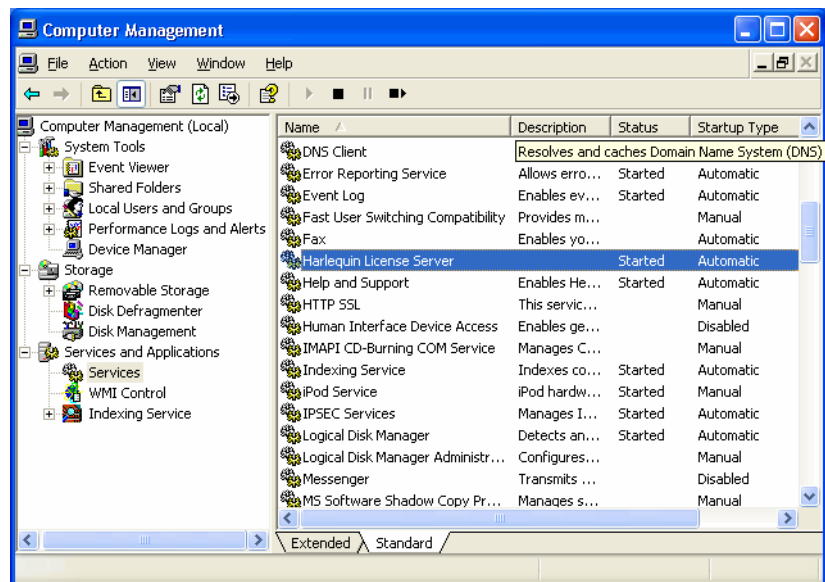 Computer Management
File Action View Window Help
Computer Management (Local)
System Tools
Event Viewer
Shared Folders
Local Users and Groups
Performance Logs and Alerts
Device Manager
Storage
Removable Storage
Disk Defragmenter
Disk Management
Services and Applications
Services
WMI Control
Indexing Service
Name Description Status Startup Type
DNS Client Resolves and caches Domain Name System (DNS)
Error Reporting Service Allows erro... Started Automatic
Event Log Enables ev... Started Automatic
Fast User Switching Compatibility Provides m... Manual
Fax Enables yo... Automatic
Harlequin License Server Started Automatic
Help and Support Enables He... Started Automatic
HTTP SSL This servic... Manual
Human Interface Device Access Enables ge... Disabled
IMAPI CD-Burning COM Service Manages C... Manual
Indexing Service Indexes co... Started Automatic
iPod Service iPod hardw... Started Manual
IPSEC Services Manages I... Started Automatic
Logical Disk Manager Detects an... Started Automatic
Logical Disk Manager Administr... Configures... Manual
Messenger Transmits ... Disabled
MS Software Shadow Copy Pr... Manages s... Manual
Extended Standard